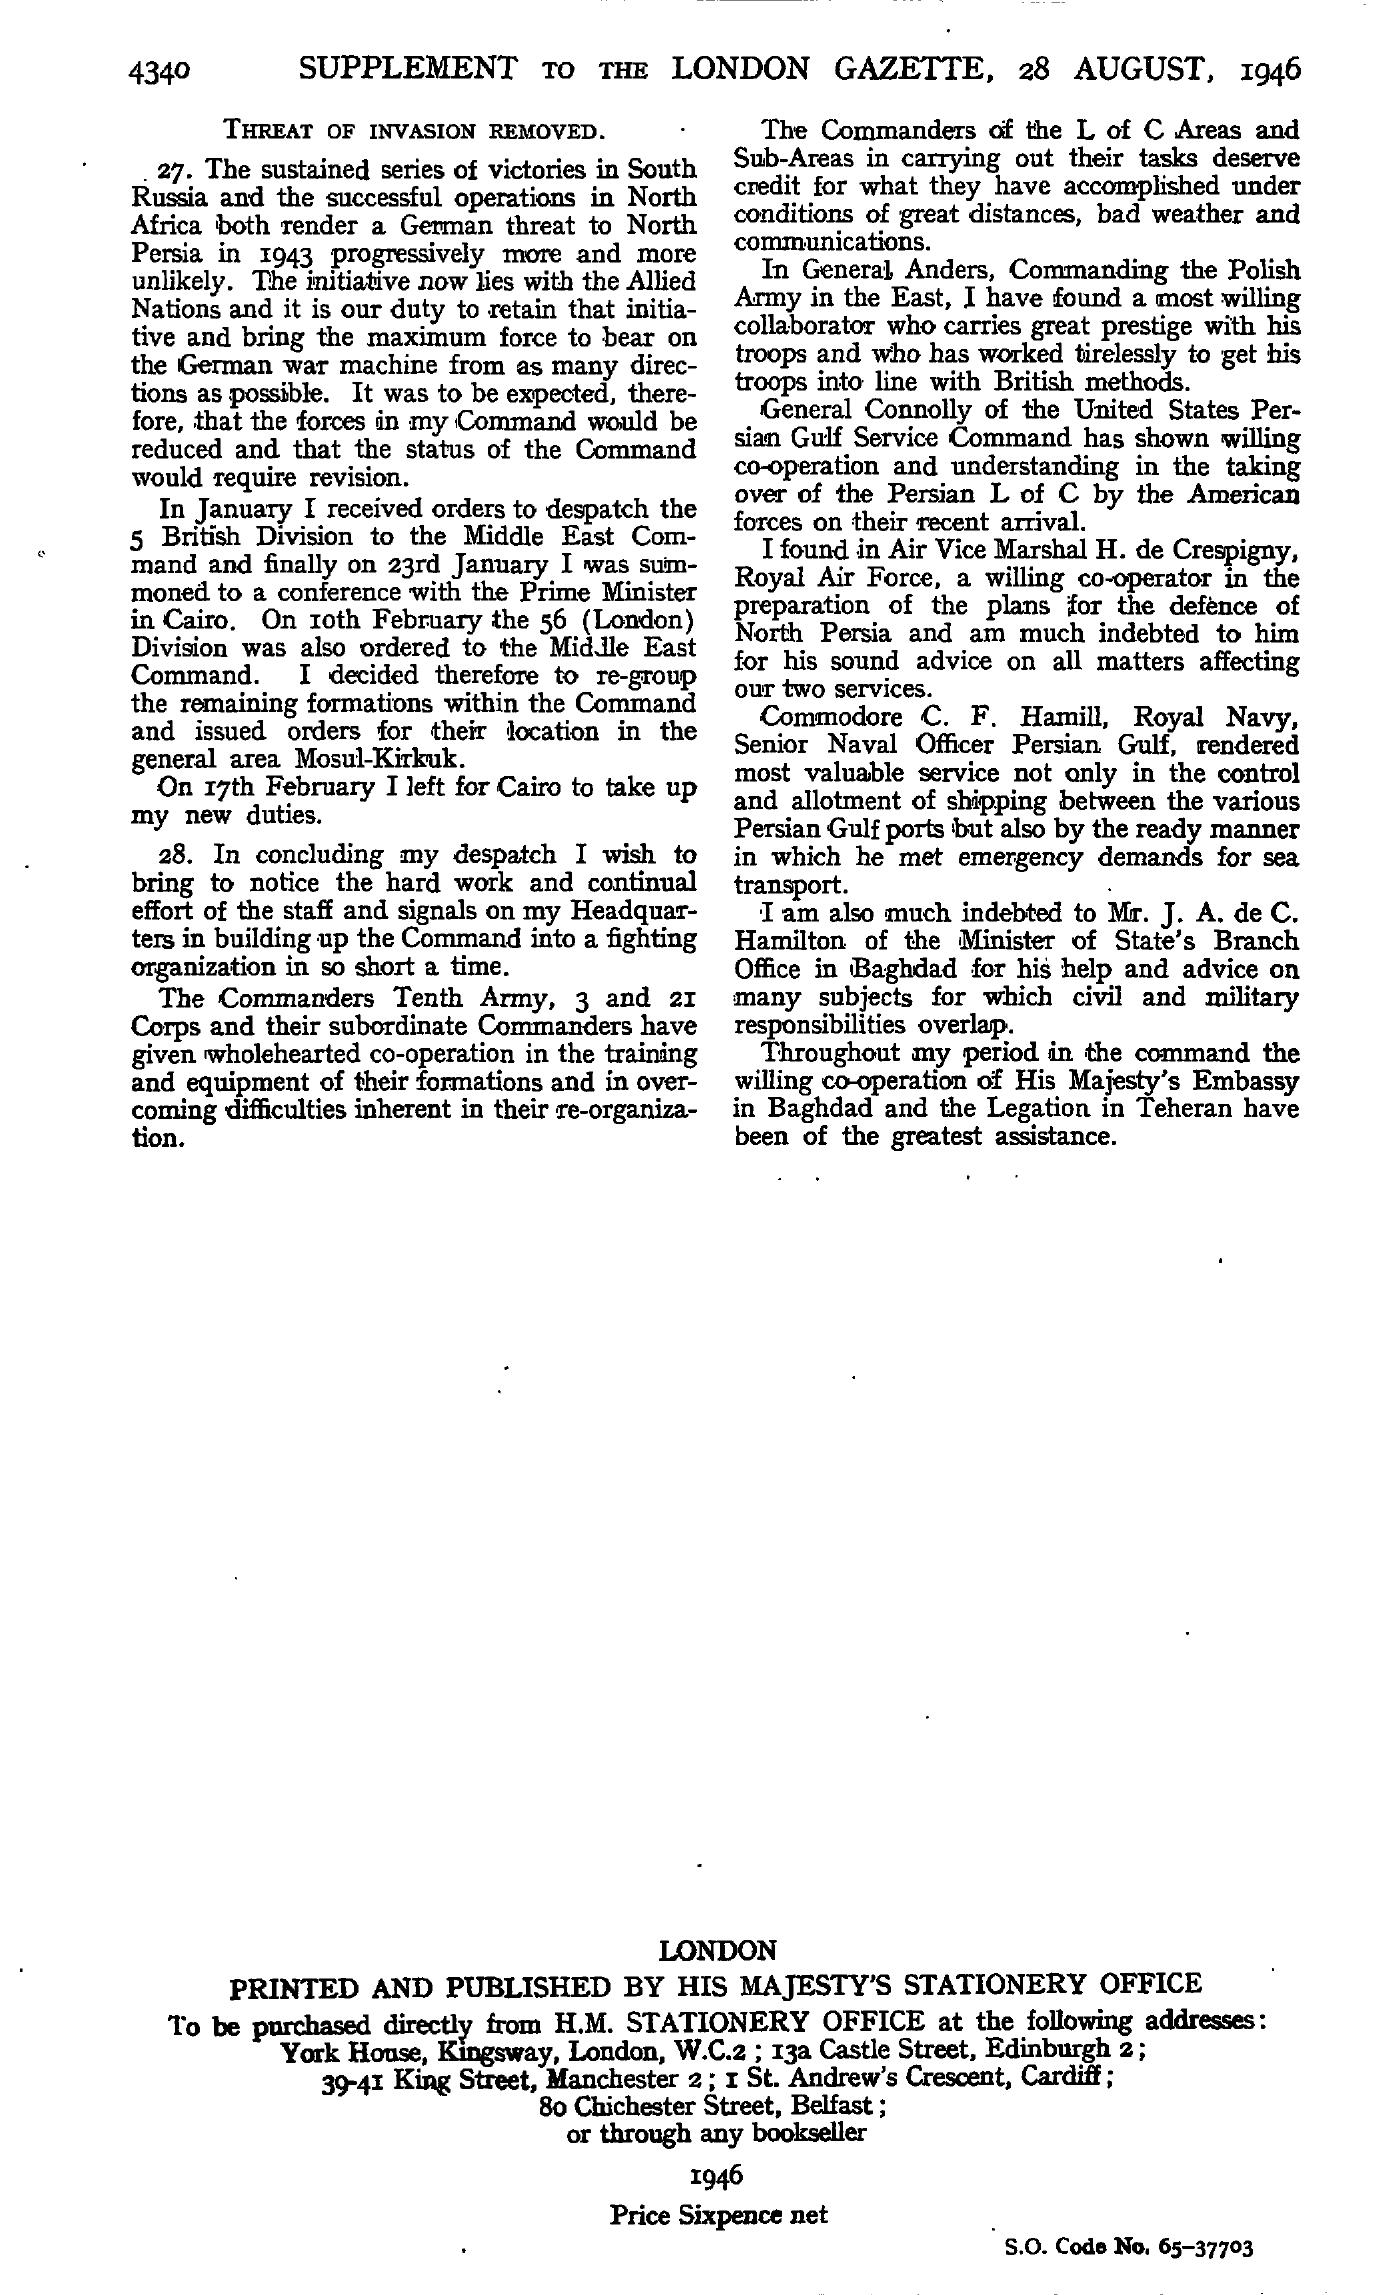 4340 SUPPLEMENT TO THE LONDON GAZETTE, 28 AUGUST, 1946
THREAT OF INVASION REMOVED.
27. The sustained series of victories in South
Russia and the successful operations in North
Africa both render a German threat to North
Persia in 1943 progressively more and more
unlikely. The initiative now lies with the Allied
Nations and it is our duty to retain that initia-
tive and bring the maximum force to bear on
the German war machine from as many direc-
tions as possible. It was to be expected, there-
fore, that the forces in my Command would be
reduced and that the status of the Command
would require revision.
In January I received orders to despatch the
5 British Division to the Middle East Com-
mand and finally on 23rd January I was sum-
moned to a conference with the Prime Minister
in Cairo. On 10th February the 56 (London)
Division was also ordered to the Middle East
Command. I decided therefore to re-group
the remaining formations within the Command
and issued orders for their location in the
general area Mosul-Kirkuk.
On 17th February I left for Cairo to take up
my new duties.
28. In concluding my despatch I wish to
bring to notice the hard work and continual
effort of the staff and signals on my Headquar-
ters in building up the Command into a fighting
organization in so short a time.
The Commanders Tenth Army, 3 and 21
Corps and their subordinate Commanders have
given wholehearted co-operation in the training
and equipment of their formations and in over-
coming difficulties inherent in their re-organiza-
tion.
The Commanders of the L of C Areas and
Sub-Areas in carrying out their tasks deserve
credit for what they have accomplished under
conditions of great distances, bad weather and
communications.
In General Anders, Commanding the Polish
Army in the East, I have found a most willing
collaborator who carries great prestige with his
troops and who has worked tirelessly to get his
troops into line with British methods.
General Connolly of the United States Per-
sian Gulf Service Command has shown willing
co-operation and understanding in the taking
over of the Persian L of C by the American
forces on their recent arrival.
I found in Air Vice Marshal H. de Crespigny,
Royal Air Force, a willing co-operator in the
preparation of the plans for the defence of
North Persia and am much indebted to him
for his sound advice on all matters affecting
our two services.
Commodore C. F. Hamill, Royal Navy,
Senior Naval Officer Persian Gulf, rendered
most valuable service not only in the control
and allotment of shipping between the various
Persian Gulf ports but also by the ready manner
in which he met emergency demands for sea
transport.
I am also much indebted to Mr. J. A. de C.
Hamilton of the Minister of State's Branch
Office in Baghdad for his help and advice on
many subjects for which civil and military
responsibilities overlap.
Throughout my period in the command the
willing co-operation of His Majesty's Embassy
in Baghdad and the Legation in Teheran have
been of the greatest assistance.
LONDON
PRINTED AND PUBLISHED BY HIS MAJESTY'S STATIONERY OFFICE
To be purchased directly from H.M. STATIONERY OFFICE at the following addresses:
York House, Kingsway, London, W.C.2 ; 13a Castle Street, Edinburgh 2 ;
39-41 King Street, Manchester 2 ; 1 St. Andrew's Crescent, Cardiff ;
80 Chichester Street, Belfast ;
or through any bookseller
1946
Price Sixpence net
S.O. Code No. 65-37703